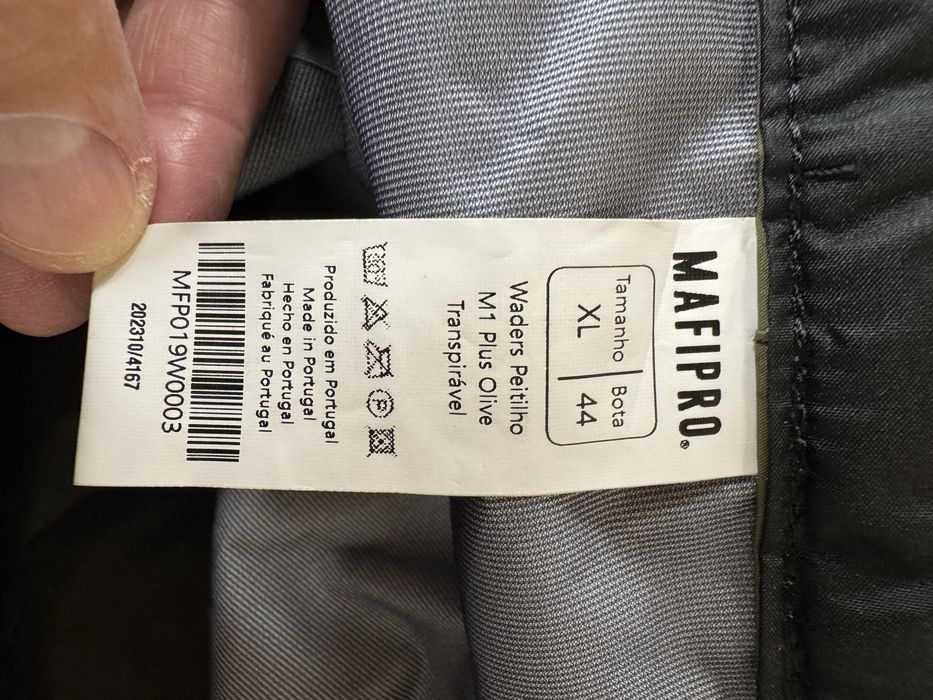 MAFIPRO®
Tamanho | Bota
XL | 44
Waders Peitilho
M1 Plus Olive
Transpirável
Produzido em Portugal
Made in Portugal
Hecho en Portugal
Fabriqué au Portugal
MFP019W0003
202310/4167